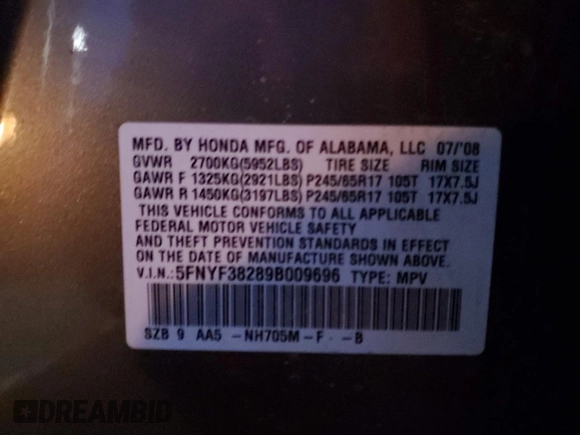 MFD. BY HONDA MFG. OF ALABAMA, LLC 07/'08
GVWR 2700KG(5952LBS) TIRE SIZE RIM SIZE
GAWR F 1325KG(2921LBS) P245/65R17 105T 17X7.5J
GAWR R 1450KG(3197LBS) P245/65R17 105T 17X7.5J
THIS VEHICLE CONFORMS TO ALL APPLICABLE
FEDERAL MOTOR VEHICLE SAFETY
AND THEFT PREVENTION STANDARDS IN EFFECT
ON THE DATE OF MANUFACTURE SHOWN ABOVE.
V.I.N.:5FNYF38289B009696 TYPE: MPV
SZB 9 AA5 -NH705M-F -B
DREAMBID